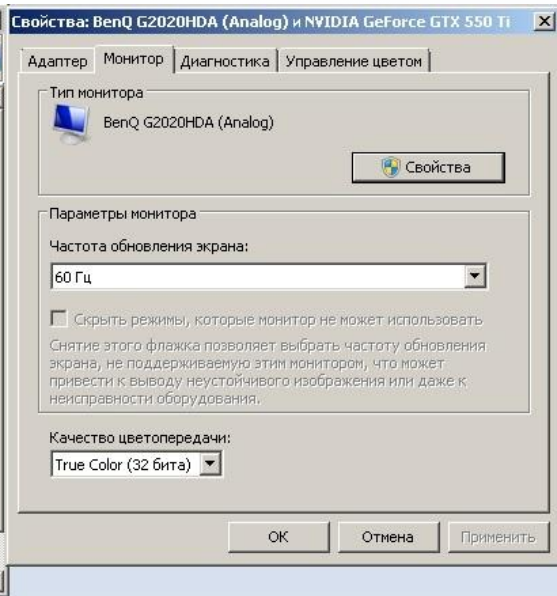 Свойства: BenQ G2020HDA (Analog) и NVIDIA GeForce GTX 550 Ti
Адаптер Монитор Диагностика Управление цветом
Тип монитора
BenQ G2020HDA (Analog)
Свойства
Параметры монитора
Частота обновления экрана:
60 Гц
Скрыть режимы, которые монитор не может использовать
Снятие этого флажка позволяет выбрать частоту обновления
экрана, не поддерживаемую этим монитором, что может
привести к выводу неустойчивого изображения или даже к
неисправности оборудования.
Качество цветопередачи:
True Color (32 бита)
ОК Отмена Применить